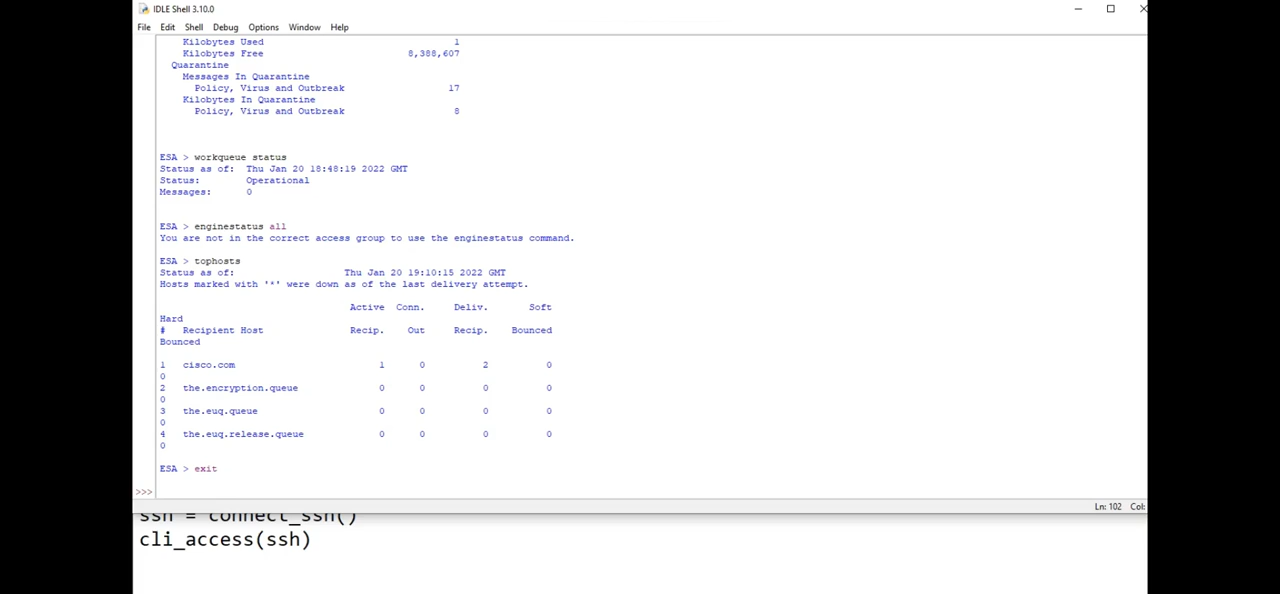 IDLE Shell 3.10.0
File Edit Shell Debug Options Window Help
Kilobytes Used 1
Kilobytes Free 8,388,607
Quarantine
Messages In Quarantine
Policy, Virus and Outbreak 17
Kilobytes In Quarantine
Policy, Virus and Outbreak 8
ESA > workqueue status
Status as of: Thu Jan 20 18:48:19 2022 GMT
Status: Operational
Messages: 0
ESA > enginestatus all
You are not in the correct access group to use the enginestatus command.
ESA > tophosts
Status as of: Thu Jan 20 19:10:15 2022 GMT
Hosts marked with '*' were down as of the last delivery attempt.
Active Conn. Deliv. Soft
Hard
# Recipient Host Recip. Out Recip. Bounced
Bounced
1 cisco.com 1 0 2 0
0
2 the.encryption.queue 0 0 0 0
0
3 the.euq.queue 0 0 0 0
0
4 the.euq.release.queue 0 0 0 0
0
ESA > exit
>>>
Ln: 102 Col:
ssh = connect_ssh()
cli_access(ssh)